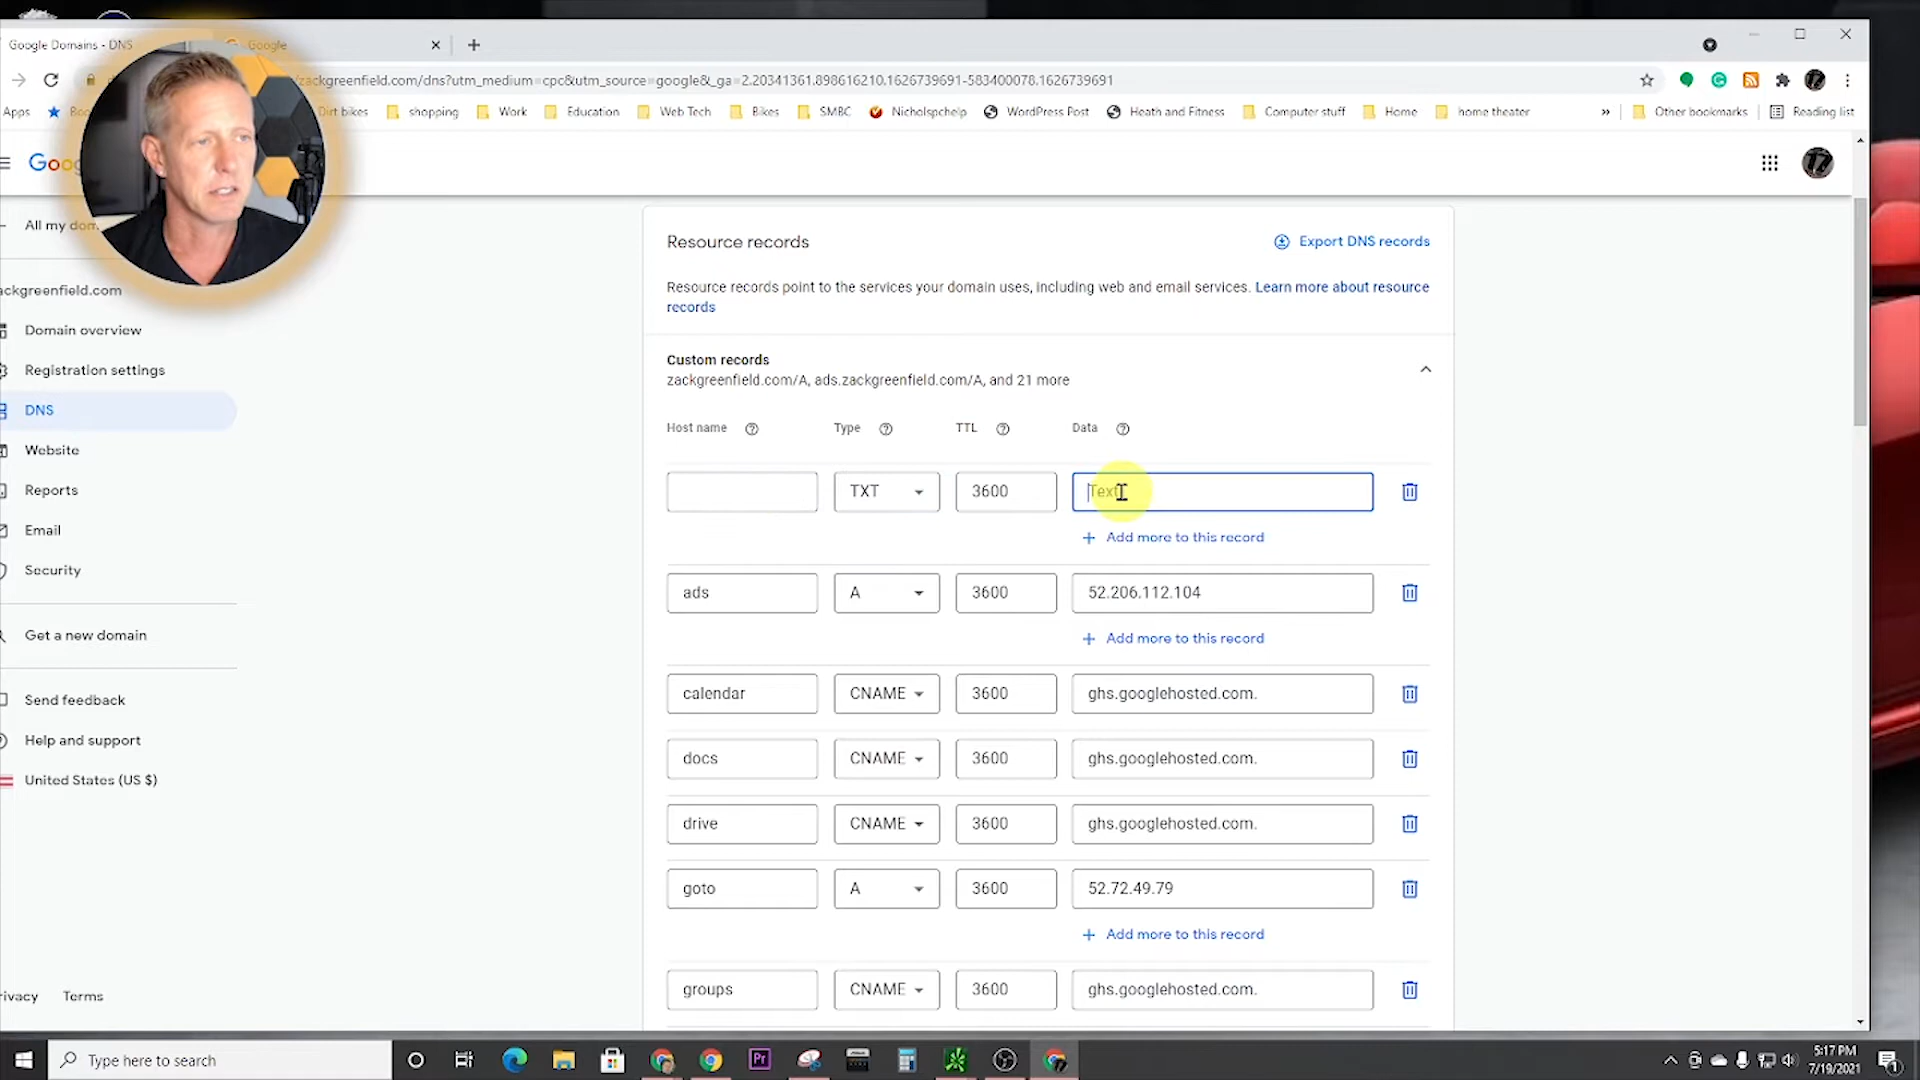 Google Domains - DNS
Google
zackgreenfield.com/dns?utm_medium=cpc&utm_source=google&_ga=2.20341361.898616210.1626739691-583400078.1626739691
Apps
Dirt bikes
shopping
Work
Education
Web Tech
Bikes
SMBC
Nicholspchelp
WordPress Post
Heath and Fitness
Computer stuff
Home
home theater
»
Other bookmarks
Reading list
Goo
All my dom
ackgreenfield.com
Domain overview
Registration settings
DNS
Website
Reports
Email
Security
Get a new domain
Send feedback
Help and support
United States (US $)
rivacy
Terms
Resource records
Export DNS records
Resource records point to the services your domain uses, including web and email services. Learn more about resource
records
Custom records
zackgreenfield.com/A, ads.zackgreenfield.com/A, and 21 more
Host name
Type
TTL
Data
TXT
3600
Text
+ Add more to this record
ads
A
3600
52.206.112.104
+ Add more to this record
calendar
CNAME
3600
ghs.googlehosted.com.
docs
CNAME
3600
ghs.googlehosted.com.
drive
CNAME
3600
ghs.googlehosted.com.
goto
A
3600
52.72.49.79
+ Add more to this record
groups
CNAME
3600
ghs.googlehosted.com.
Type here to search
Pr
5:17 PM
7/19/2021
1